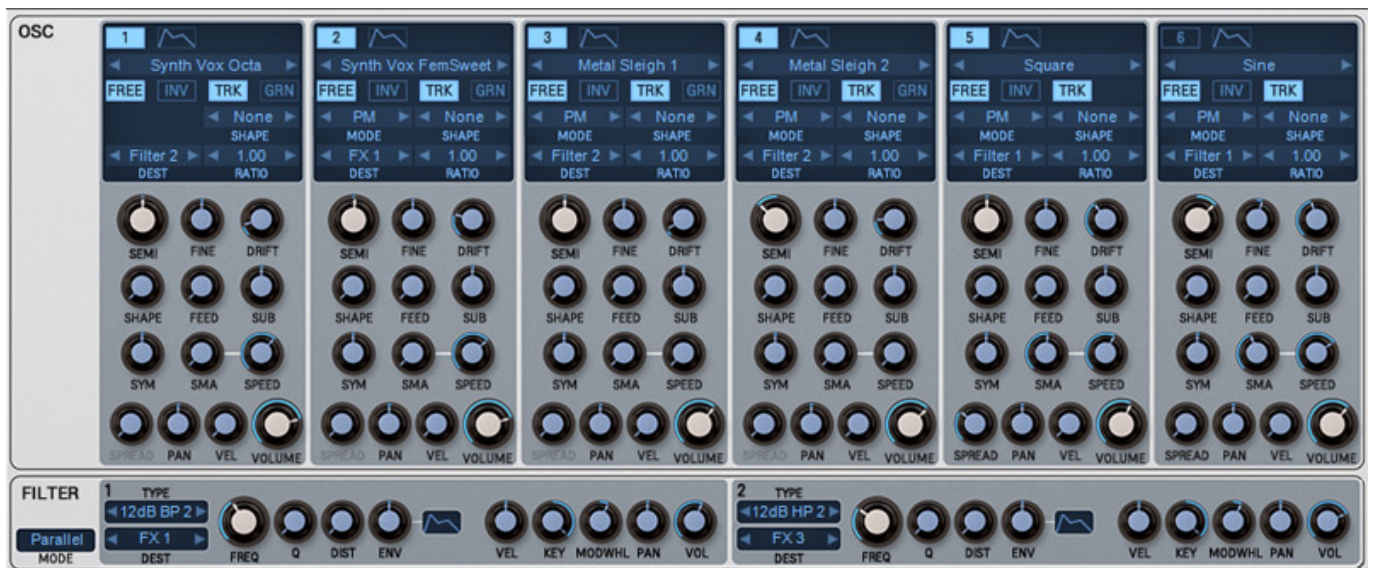 OSC
1 2 3 4 5 6
Synth Vox Octa Synth Vox FemSweet Metal Sleigh 1 Metal Sleigh 2 Square Sine
FREE INV TRK GRN FREE INV TRK GRN FREE INV TRK GRN FREE INV TRK GRN FREE INV TRK FREE INV TRK
None PM None PM None PM None PM None PM None
SHAPE MODE SHAPE MODE SHAPE MODE SHAPE MODE SHAPE MODE SHAPE
Filter 2 1.00 FX 1 1.00 Filter 2 1.00 Filter 2 1.00 Filter 1 1.00 Filter 1 1.00
DEST RATIO DEST RATIO DEST RATIO DEST RATIO DEST RATIO DEST RATIO
SEMI FINE DRIFT SEMI FINE DRIFT SEMI FINE DRIFT SEMI FINE DRIFT SEMI FINE DRIFT SEMI FINE DRIFT
SHAPE FEED SUB SHAPE FEED SUB SHAPE FEED SUB SHAPE FEED SUB SHAPE FEED SUB SHAPE FEED SUB
SYM SMA SPEED SYM SMA SPEED SYM SMA SPEED SYM SMA SPEED SYM SMA SPEED SYM SMA SPEED
SPREAD PAN VEL VOLUME SPREAD PAN VEL VOLUME SPREAD PAN VEL VOLUME SPREAD PAN VEL VOLUME SPREAD PAN VEL VOLUME SPREAD PAN VEL VOLUME
FILTER 1 TYPE 2 TYPE
12dB BP 2 12dB HP 2
Parallel FX 1 FX 3
MODE DEST FREQ Q DIST ENV VEL KEY MODWHL PAN VOL DEST FREQ Q DIST ENV VEL KEY MODWHL PAN VOL